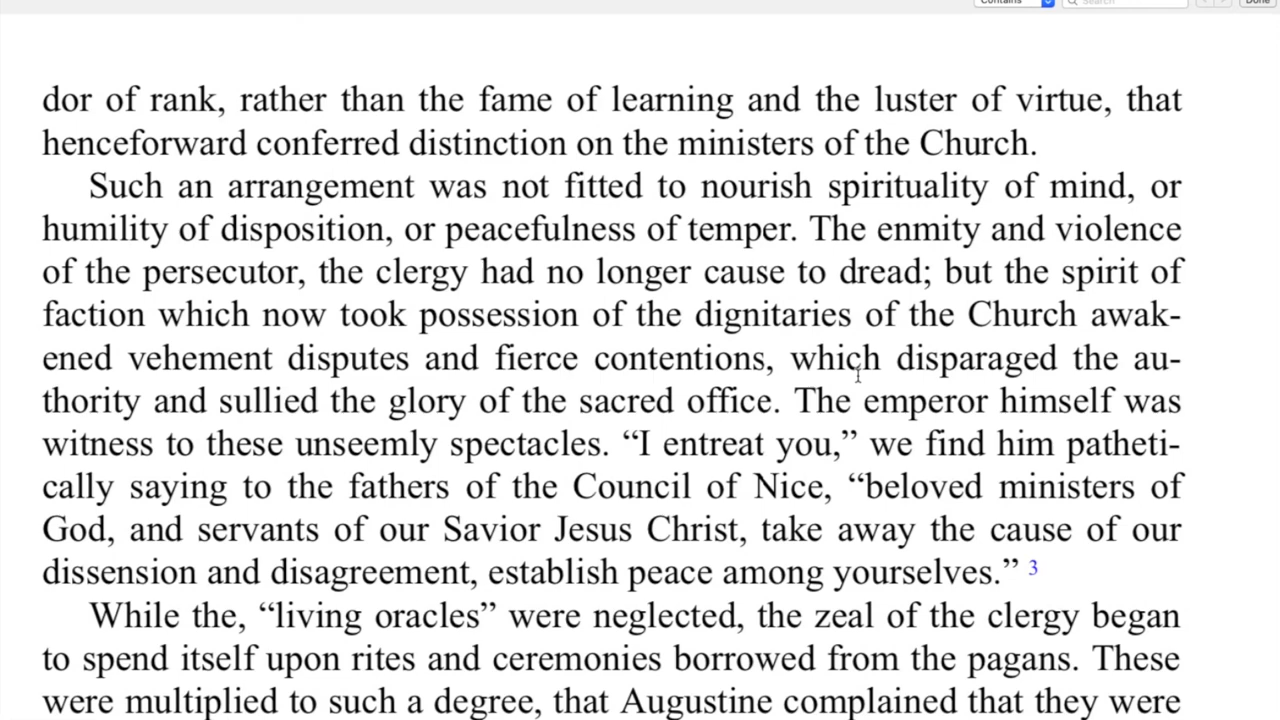 Contains Search Done
dor of rank, rather than the fame of learning and the luster of virtue, that
henceforward conferred distinction on the ministers of the Church.
Such an arrangement was not fitted to nourish spirituality of mind, or
humility of disposition, or peacefulness of temper. The enmity and violence
of the persecutor, the clergy had no longer cause to dread; but the spirit of
faction which now took possession of the dignitaries of the Church awak-
ened vehement disputes and fierce contentions, which disparaged the au-
thority and sullied the glory of the sacred office. The emperor himself was
witness to these unseemly spectacles. “I entreat you,” we find him patheti-
cally saying to the fathers of the Council of Nice, “beloved ministers of
God, and servants of our Savior Jesus Christ, take away the cause of our
dissension and disagreement, establish peace among yourselves.” 3
While the, “living oracles” were neglected, the zeal of the clergy began
to spend itself upon rites and ceremonies borrowed from the pagans. These
were multiplied to such a degree, that Augustine complained that they were